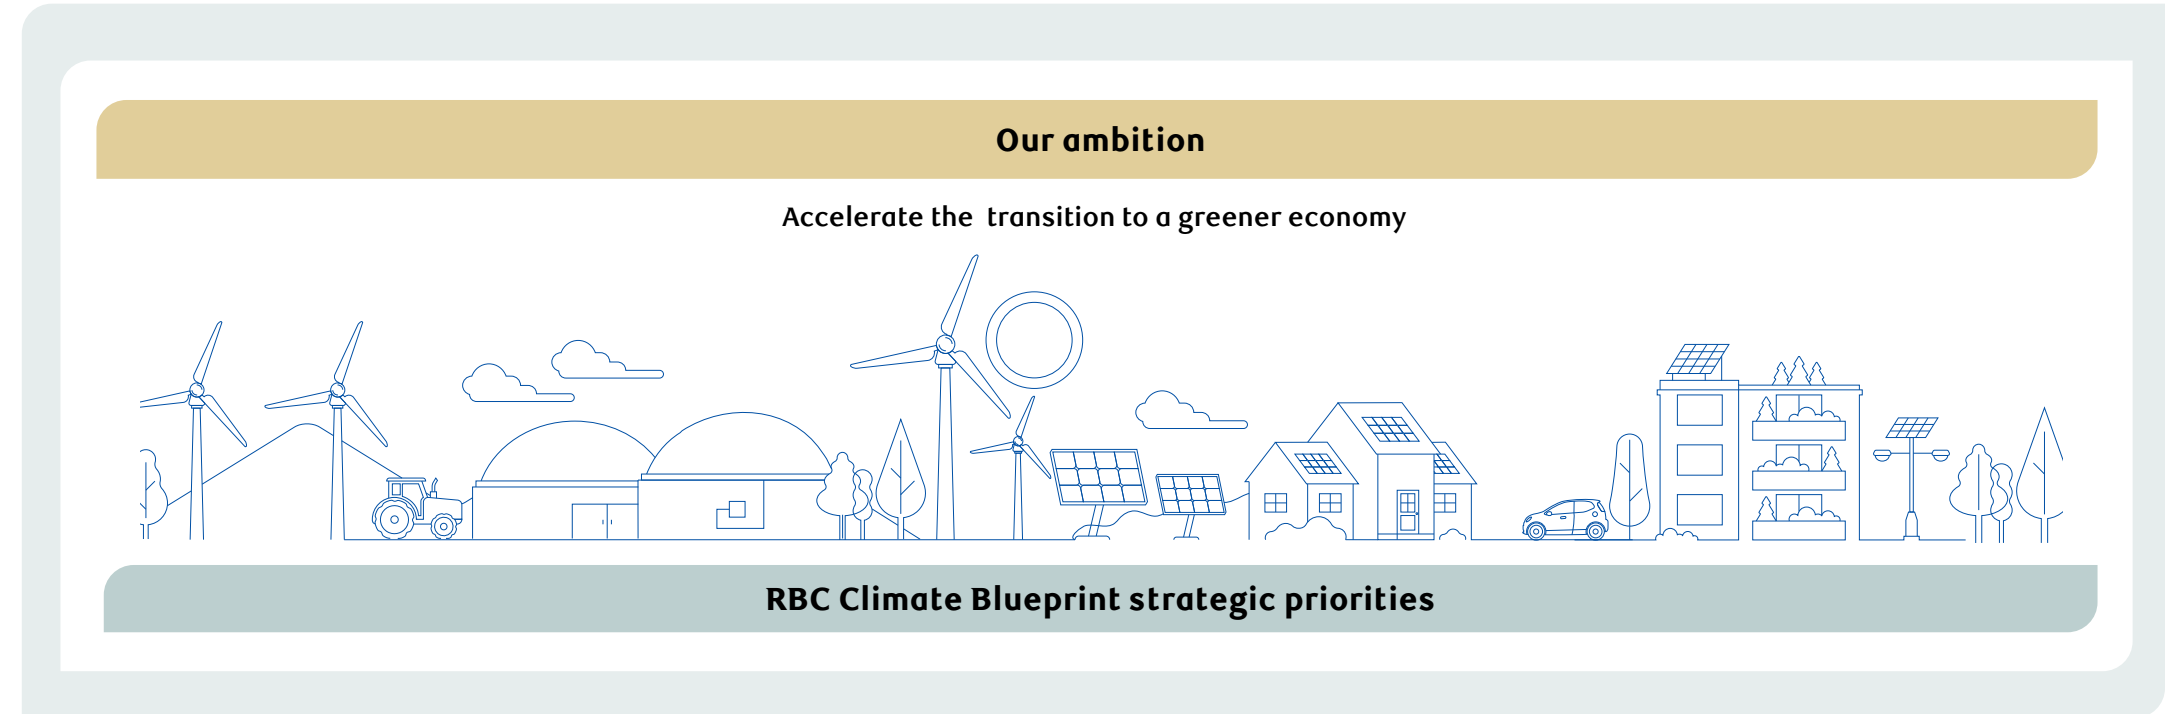 Our ambition
Accelerate the transition to a greener economy
RBC Climate Blueprint strategic priorities